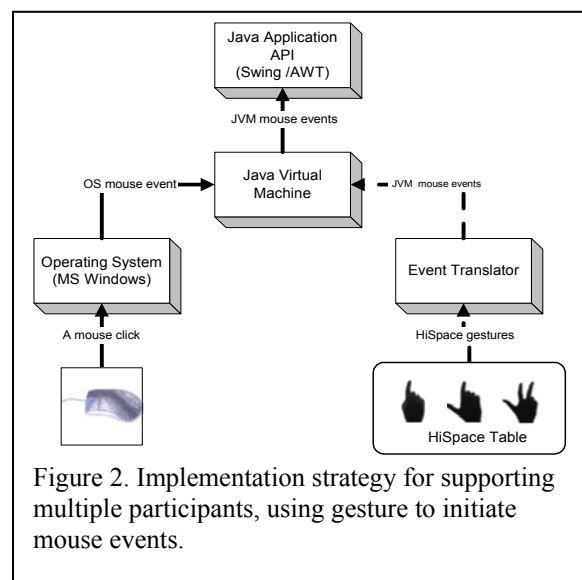 Java Application
API
(Swing /AWT)
JVM mouse events
OS mouse event
Java Virtual
Machine
JVM mouse events
Operating System
(MS Windows)
Event Translator
A mouse click
HiSpace gestures
HiSpace Table
Figure 2. Implementation strategy for supporting
multiple participants, using gesture to initiate
mouse events.